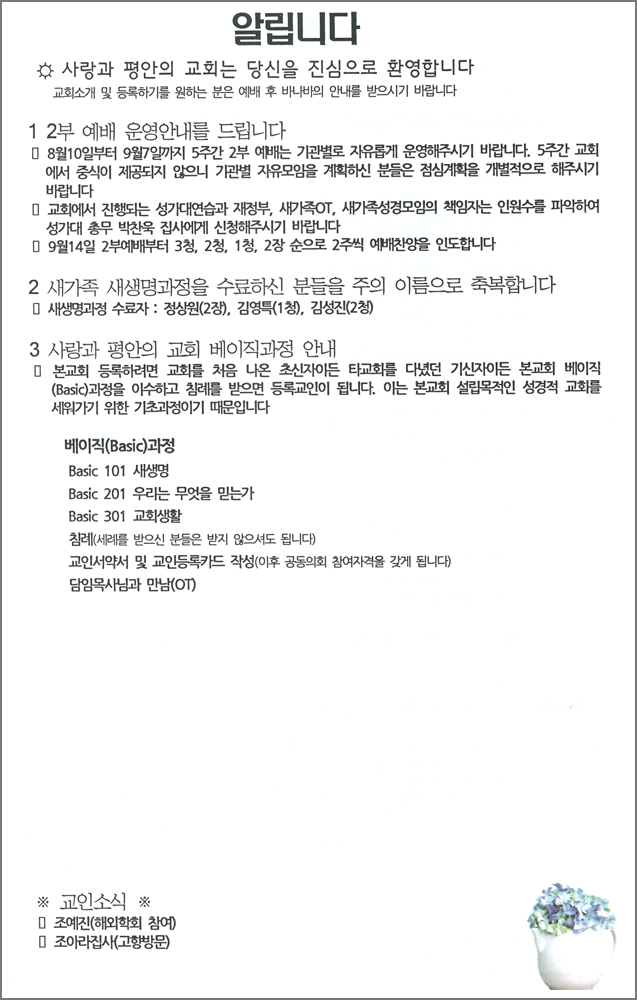 알립니다
☼ 사랑과 평안의 교회는 당신을 진심으로 환영합니다
교회소개 및 등록하기를 원하는 분은 예배 후 바나바의 안내를 받으시기 바랍니다
1 2부 예배 운영안내를 드립니다
▯ 8월10일부터 9월7일까지 5주간 2부 예배는 기관별로 자유롭게 운영해주시기 바랍니다. 5주간 교회
에서 중식이 제공되지 않으니 기관별 자유모임을 계획하신 분들은 점심계획을 개별적으로 해주시기
바랍니다
▯ 교회에서 진행되는 성가대연습과 재정부, 새가족OT, 새가족성경모임의 책임자는 인원수를 파악하여
성가대 총무 박찬욱 집사에게 신청해주시기 바랍니다
▯ 9월14일 2부예배부터 3청, 2청, 1청, 2장 순으로 2주씩 예배찬양을 인도합니다
2 새가족 새생명과정을 수료하신 분들을 주의 이름으로 축복합니다
▯ 새생명과정 수료자 : 정상원(2장), 김영특(1청), 김성진(2청)
3 사랑과 평안의 교회 베이직과정 안내
▯ 본교회 등록하려면 교회를 처음 나온 초신자이든 타교회를 다녔던 기신자이든 본교회 베이직
(Basic)과정을 이수하고 침례를 받으면 등록교인이 됩니다. 이는 본교회 설립목적인 성경적 교회를
세워가기 위한 기초과정이기 때문입니다
베이직(Basic)과정
Basic 101 새생명
Basic 201 우리는 무엇을 믿는가
Basic 301 교회생활
침례(세례를 받으신 분들은 받지 않으셔도 됩니다)
교인서약서 및 교인등록카드 작성(이후 공동의회 참여자격을 갖게 됩니다)
담임목사님과 만남(OT)
※ 교인소식 ※
▯ 조예진(해외학회 참여)
▯ 조아라집사(고향방문)